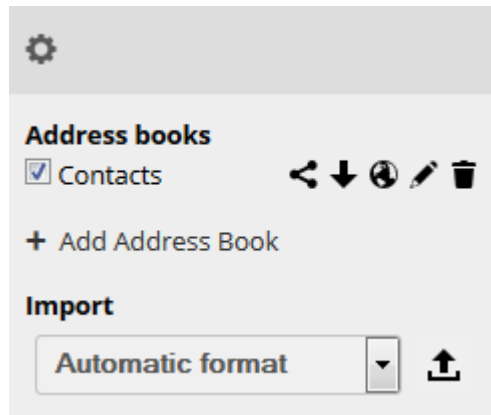 Address books
Contacts
+ Add Address Book
Import
Automatic format